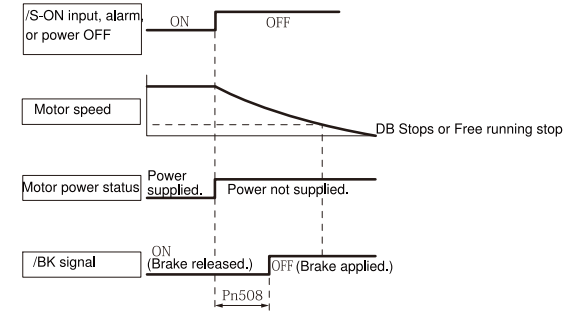 /S-ON input, alarm,
or power OFF
ON
OFF
Motor speed
DB Stops or Free running stop
Motor power status
Power
supplied.
Power not supplied.
/BK signal
ON
(Brake released.)
OFF (Brake applied.)
Pn508